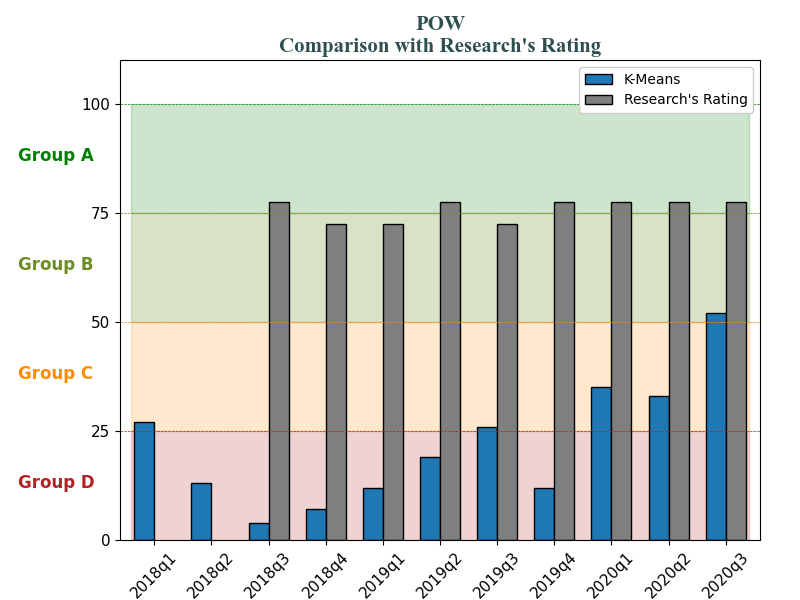 POW
Comparison with Research's Rating
K-Means
Research's Rating
100
Group A
75
Group B
50
Group C
25
Group D
0
2018q1
2018q2
2018q3
2018q4
2019q1
2019q2
2019q3
2019q4
2020q1
2020q2
2020q3